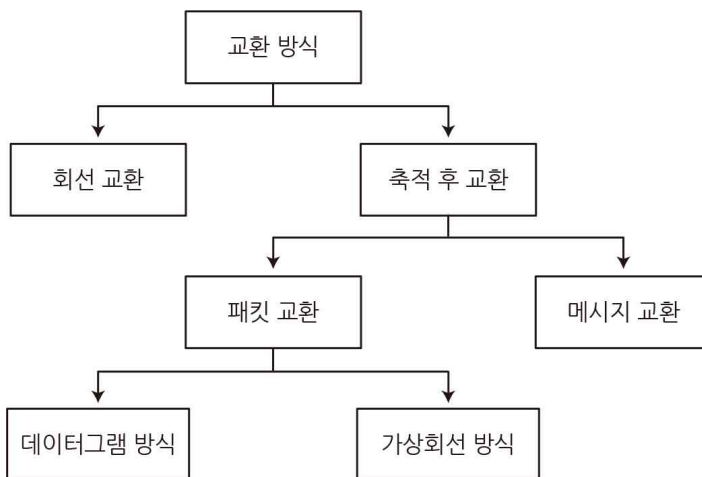 교환 방식
회선 교환
축적 후 교환
패킷 교환
메시지 교환
데이터그램 방식
가상회선 방식